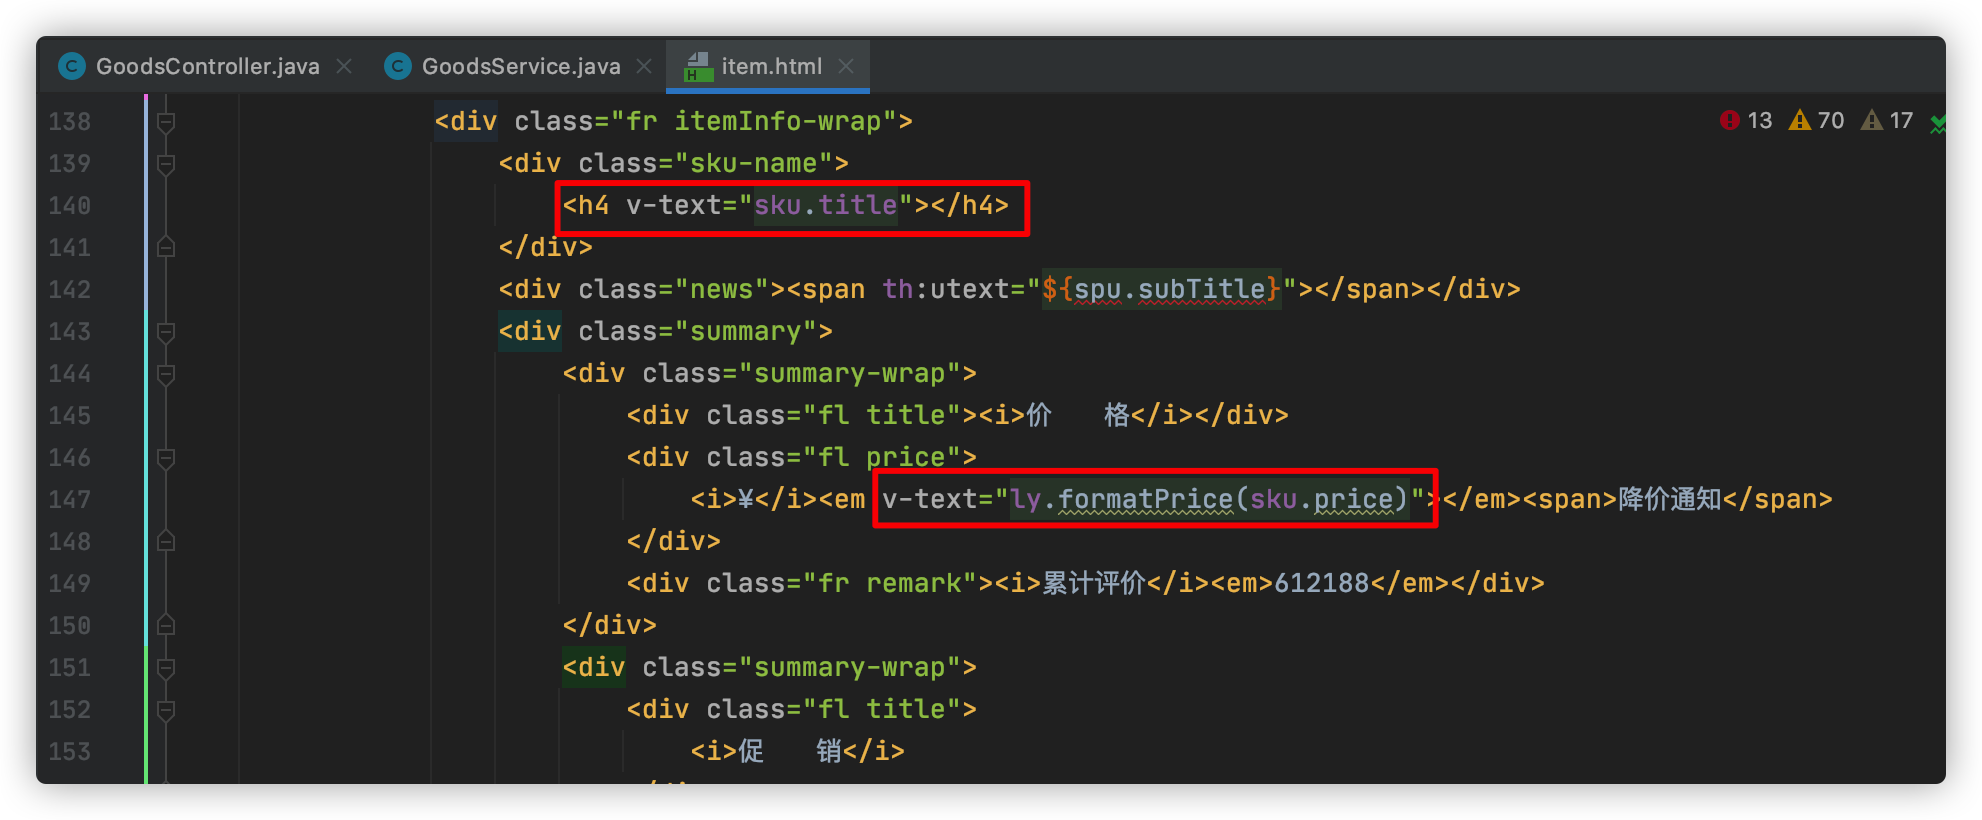 GoodsController.java GoodsService.java item.html
13 70 17
138 <div class="fr itemInfo-wrap">
139 <div class="sku-name">
140 <h4 v-text="sku.title"></h4>
141 </div>
142 <div class="news"><span th:utext="${spu.subTitle}"></span></div>
143 <div class="summary">
144 <div class="summary-wrap">
145 <div class="fl title"><i>价  格</i></div>
146 <div class="fl price">
147 <i>¥</i><em v-text="ly.formatPrice(sku.price)"></em><span>降价通知</span>
148 </div>
149 <div class="fr remark"><i>累计评价</i><em>612188</em></div>
150 </div>
151 <div class="summary-wrap">
152 <div class="fl title">
153 <i>促  销</i>